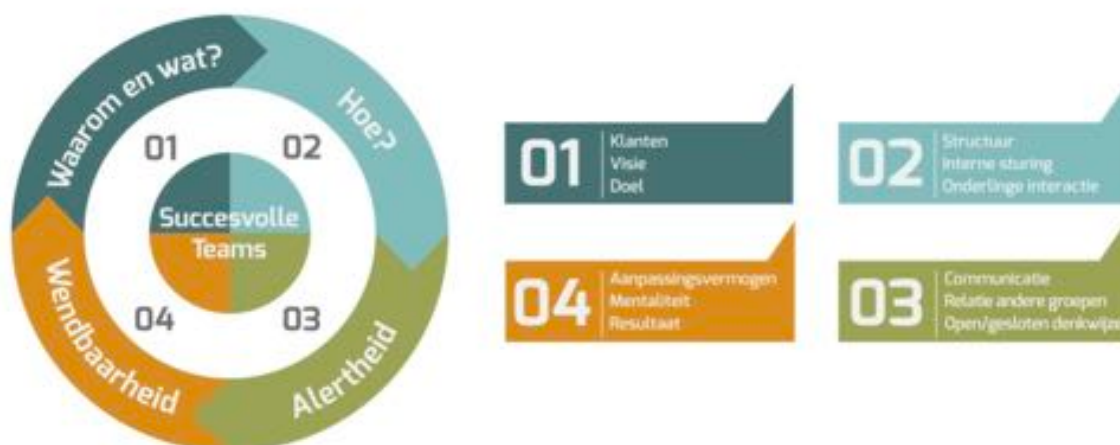 Waarom en wat?
Hoe?
01
02
Succesvolle
Teams
04
03
Wendbaarheid
Alertheid
01
Klanten
Visie
Doel
02
Structuur
Interne sturing
Onderlinge interactie
04
Aanpassingsvermogen
Mentaliteit
Resultaat
03
Communicatie
Relatie andere groepen
Open/gesloten denkwijze